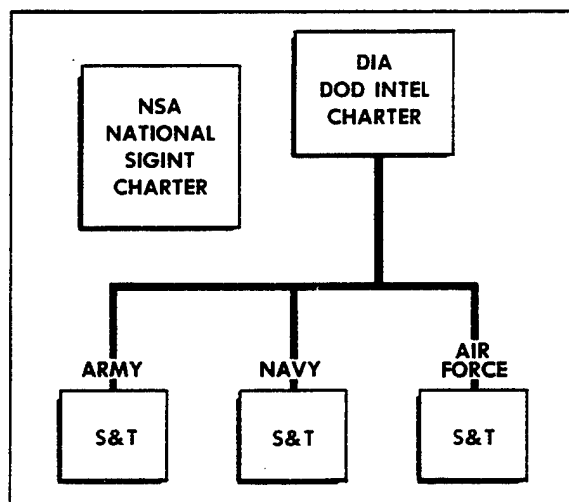 NSA
NATIONAL
SIGINT
CHARTER
DIA
DOD INTEL
CHARTER
ARMY
NAVY
AIR
FORCE
S&T
S&T
S&T